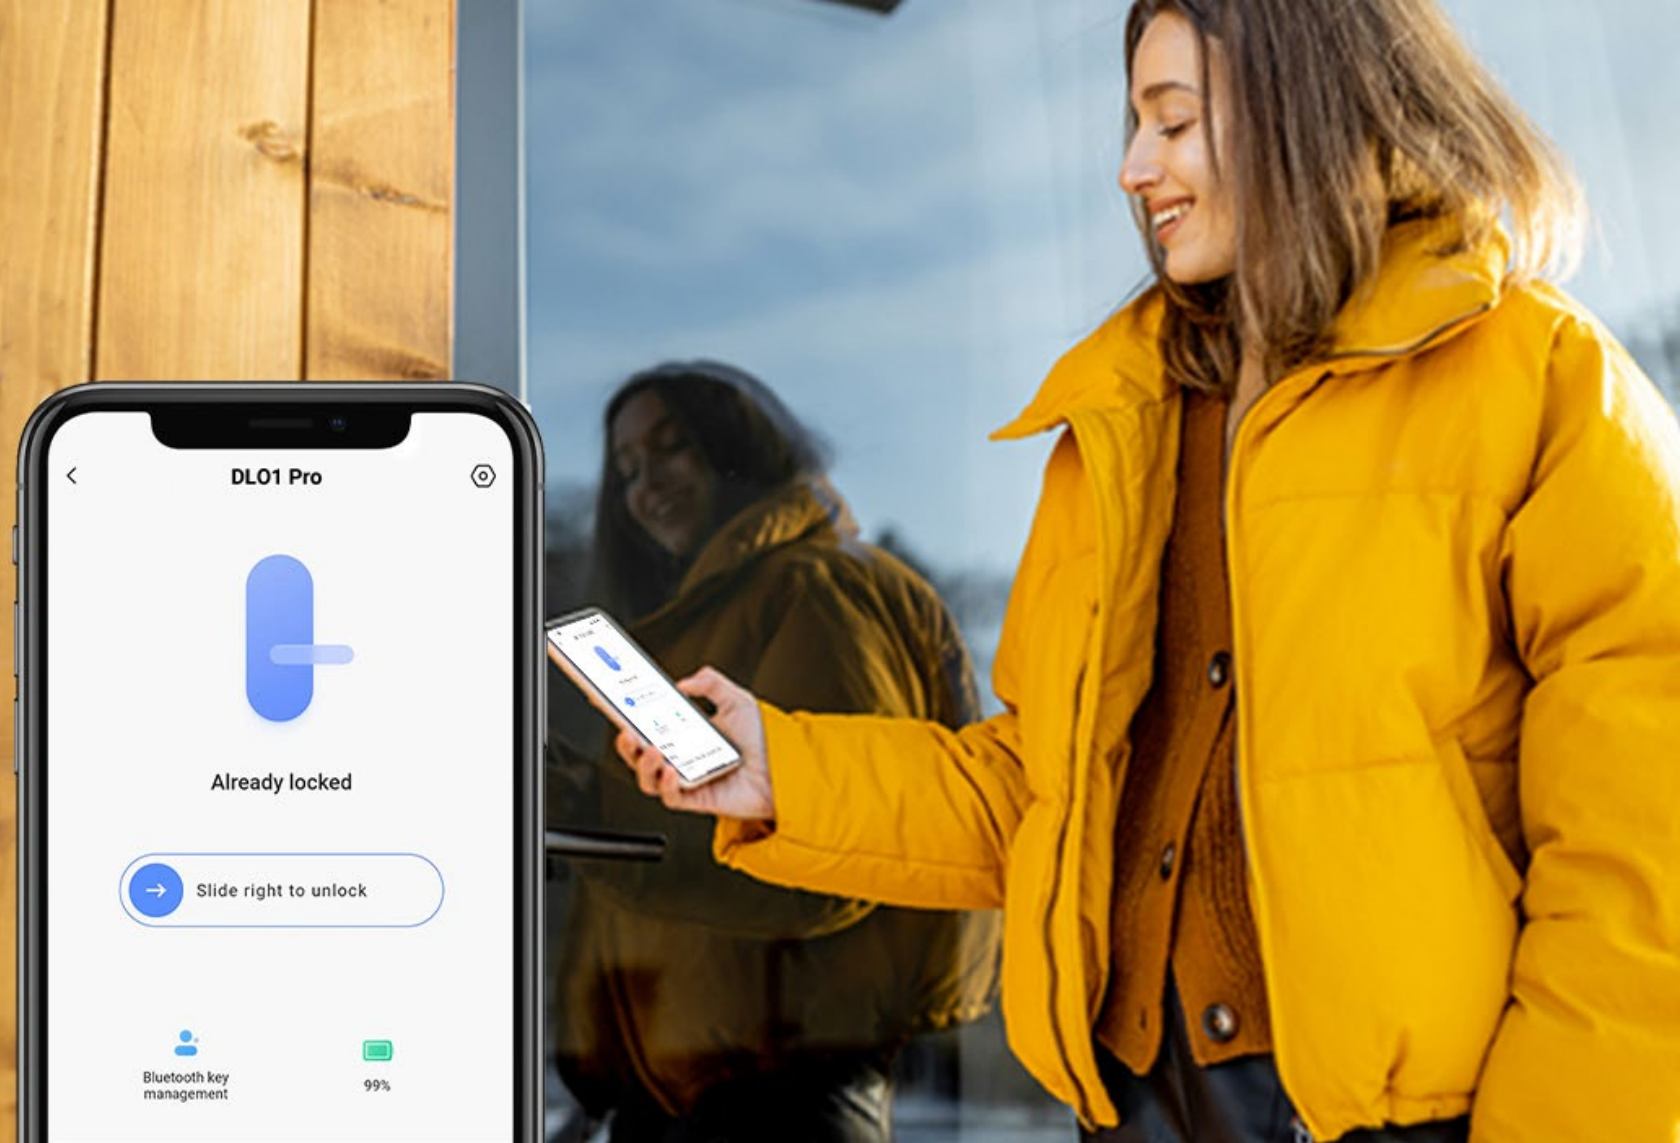 DL01 Pro
Already locked
Slide right to unlock
Bluetooth key
management
99%